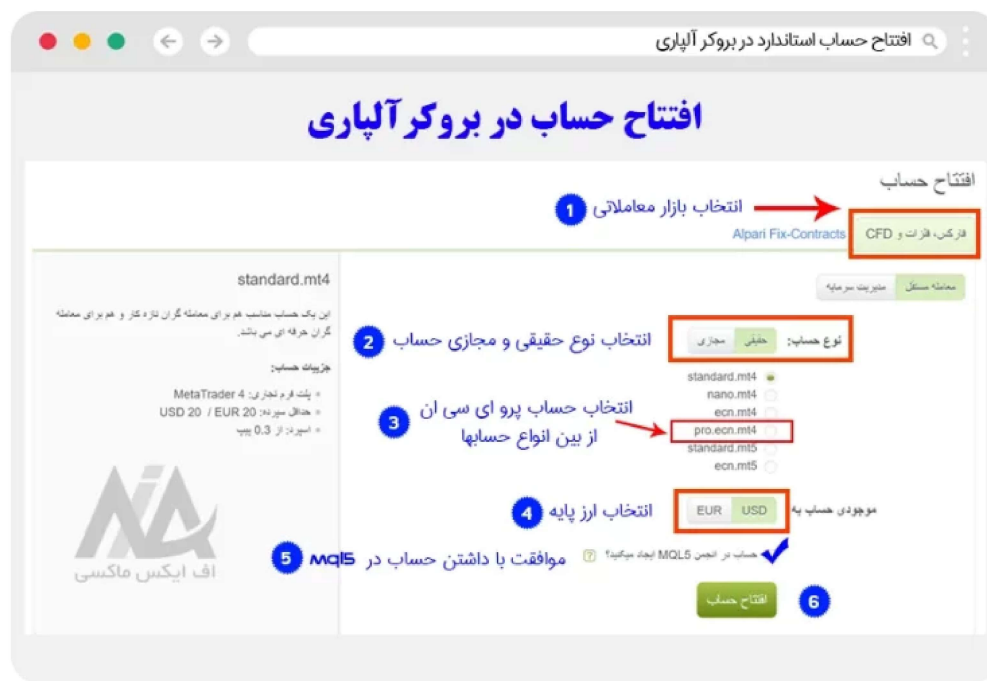 افتتاح حساب استاندارد در بروکر آلپاری
افتتاح حساب در بروکر آلپاری
افتتاح حساب
1 انتخاب بازار معاملاتی
فارکس، فلزات و CFD
Alpari Fix-Contracts
معامله مستقل
مدیریت سرمایه
نوع حساب:
حقیقی
مجازی
2 انتخاب نوع حقیقی و مجازی حساب
standard.mt4
nano.mt4
ecn.mt4
pro.ecn.mt4
standard.mt5
ecn.mt5
3 انتخاب حساب پرو ای سی ان
از بین انواع حسابها
موجودی حساب به
USD
EUR
4 انتخاب ارز پایه
حساب در انجمن MQL5 ایجاد میکنید؟
5 موافقت با داشتن حساب در mql5
افتتاح حساب
6
standard.mt4
این یک حساب مناسب هم برای معامله گران تازه کار و هم برای معامله
گران حرفه ای می باشد.
جزییات حساب:
پلت فرم تجاری: MetaTrader 4
حداقل سپرده: USD 20 / EUR 20
اسپرد: از 0.3 پیپ
اف ایکس ماکسی